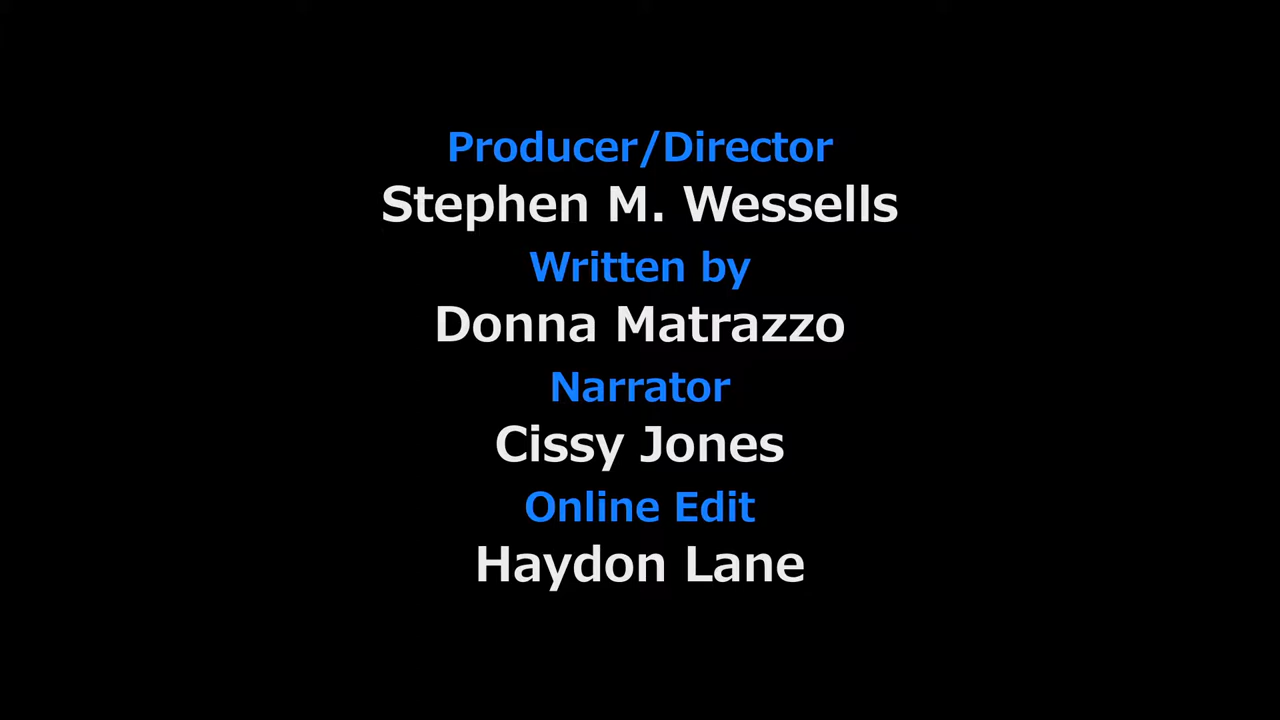 Producer/Director
Stephen M. Wessells
Written by
Donna Matrazzo
Narrator
Cissy Jones
Online Edit
Haydon Lane